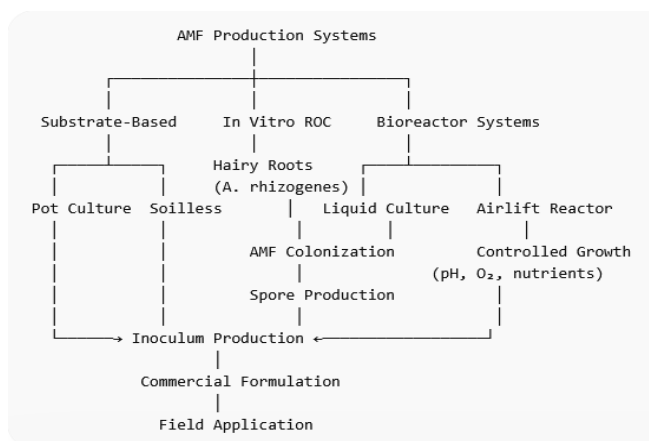 AMF Production Systems
Substrate-Based In Vitro ROC Bioreactor Systems
Hairy Roots
(A. rhizogenes)
Pot Culture Soilless Liquid Culture Airlift Reactor
AMF Colonization Controlled Growth
(pH, O₂, nutrients)
Spore Production
Inoculum Production
Commercial Formulation
Field Application